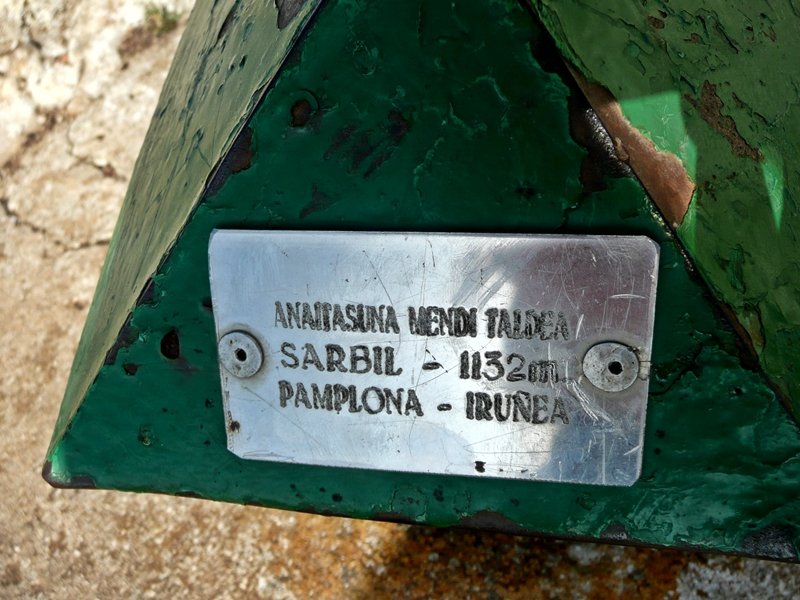 ANAITASUNA MENDI TALDEA
SARBIL - 1132m.
PAMPLONA - IRUÑEA